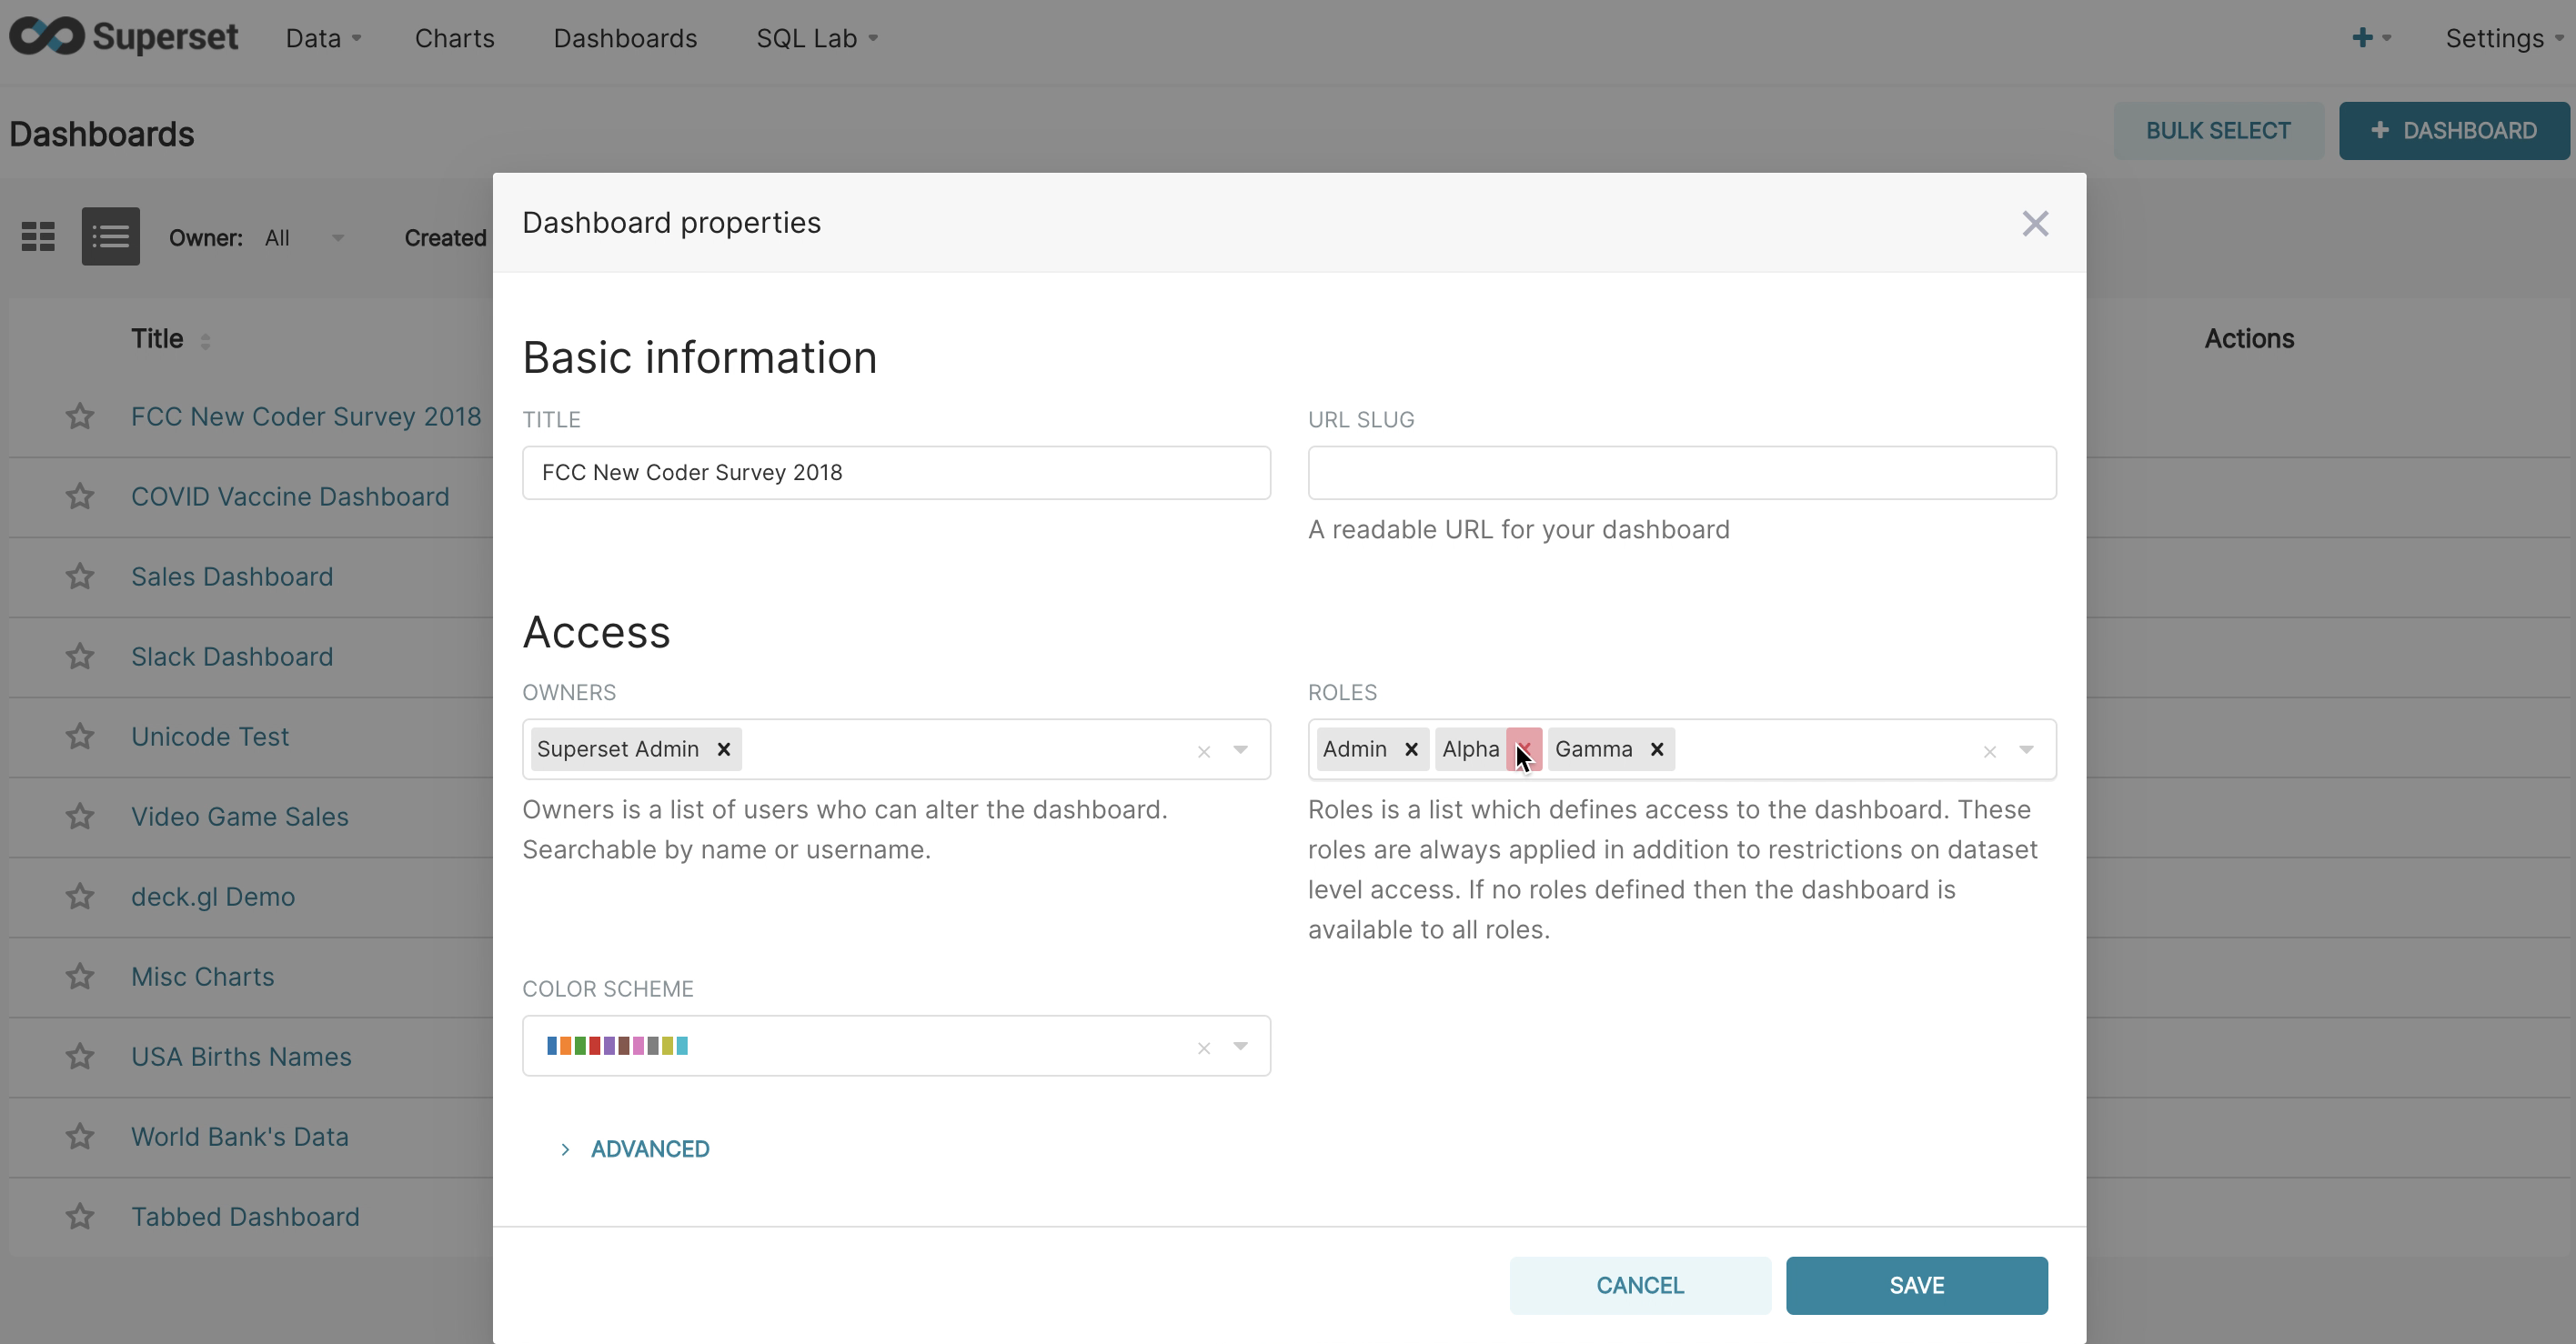 Superset Data Charts Dashboards SQL Lab + Settings
Dashboards BULK SELECT + DASHBOARD
Owner: All Created
Title Actions
FCC New Coder Survey 2018
COVID Vaccine Dashboard
Sales Dashboard
Slack Dashboard
Unicode Test
Video Game Sales
deck.gl Demo
Misc Charts
USA Births Names
World Bank's Data
Tabbed Dashboard
Dashboard properties
Basic information
TITLE
FCC New Coder Survey 2018
URL SLUG
A readable URL for your dashboard
Access
OWNERS
Superset Admin
Owners is a list of users who can alter the dashboard.
Searchable by name or username.
ROLES
Admin Alpha Gamma
Roles is a list which defines access to the dashboard. These
roles are always applied in addition to restrictions on dataset
level access. If no roles defined then the dashboard is
available to all roles.
COLOR SCHEME
ADVANCED
CANCEL SAVE